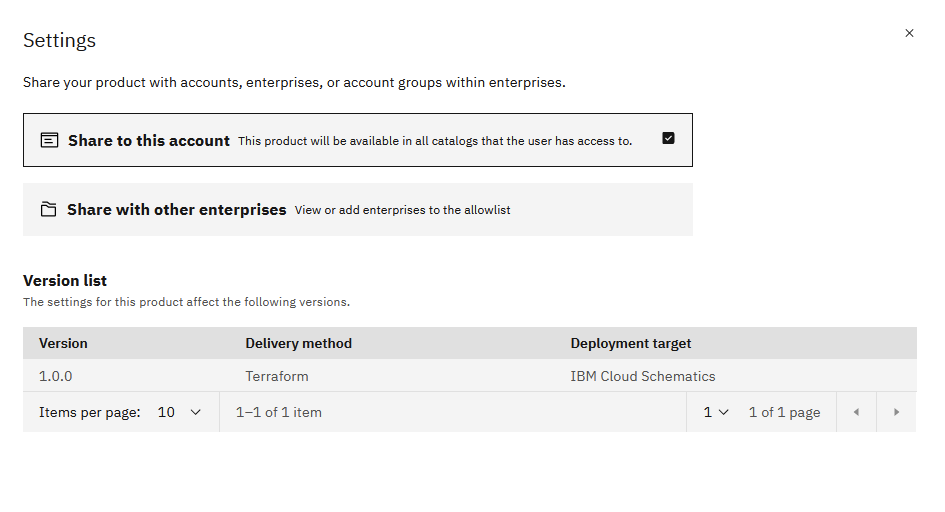 Settings
Share your product with accounts, enterprises, or account groups within enterprises.
Share to this account This product will be available in all catalogs that the user has access to.
Share with other enterprises View or add enterprises to the allowlist
Version list
The settings for this product affect the following versions.
Version Delivery method Deployment target
1.0.0 Terraform IBM Cloud Schematics
Items per page: 10 1–1 of 1 item 1 1 of 1 page